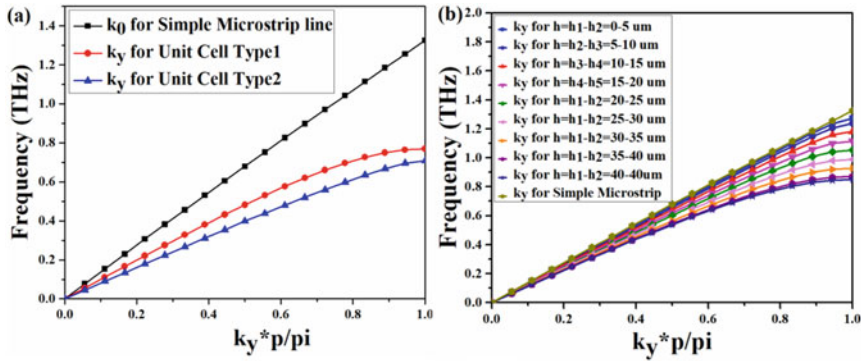 (a)
k0 for Simple Microstrip line
ky for Unit Cell Type1
ky for Unit Cell Type2
Frequency (THz)
1.4
1.2
1.0
0.8
0.6
0.4
0.2
0.0
0.0 0.2 0.4 0.6 0.8 1.0
ky*p/pi
(b)
ky for h=h1-h2=0-5 um
ky for h=h2-h3=5-10 um
ky for h=h3-h4=10-15 um
ky for h=h4-h5=15-20 um
ky for h=h1-h2=20-25 um
ky for h=h1-h2=25-30 um
ky for h=h1-h2=30-35 um
ky for h=h1-h2=35-40 um
ky for h=h1-h2=40-40um
ky for Simple Microstrip
Frequency (THz)
2.0
1.8
1.6
1.4
1.2
1.0
0.8
0.6
0.4
0.2
0.0
0.0 0.2 0.4 0.6 0.8 1.0
ky*p/pi